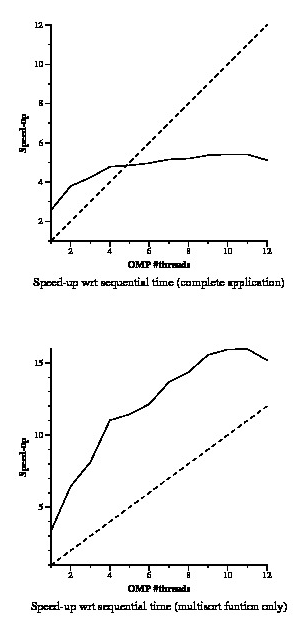 12
10
8
6
4
2
Speed-up
2 4 6 8 10 12
OMP #threads
Speed-up wrt sequential time (complete application)
15
10
5
Speed-up
2 4 6 8 10 12
OMP #threads
Speed-up wrt sequential time (multisort funtion only)